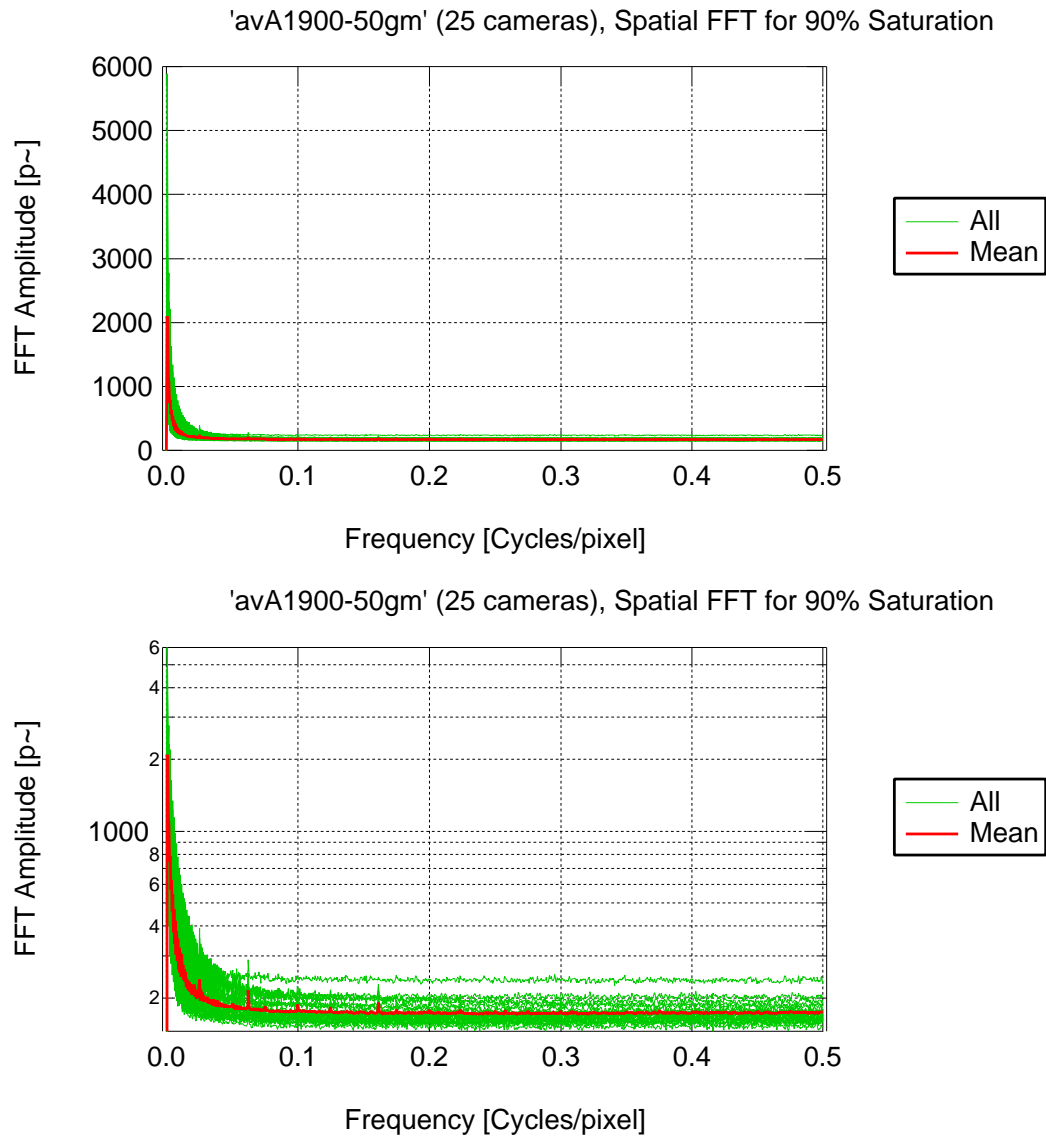 'avA1900-50gm' (25 cameras), Spatial FFT for 90% Saturation
6000
5000
4000
3000
2000
1000
0
FFT Amplitude [p~]
0.0 0.1 0.2 0.3 0.4 0.5
Frequency [Cycles/pixel]
All
Mean
'avA1900-50gm' (25 cameras), Spatial FFT for 90% Saturation
6
4
2
1000
8
6
4
2
FFT Amplitude [p~]
0.0 0.1 0.2 0.3 0.4 0.5
Frequency [Cycles/pixel]
All
Mean